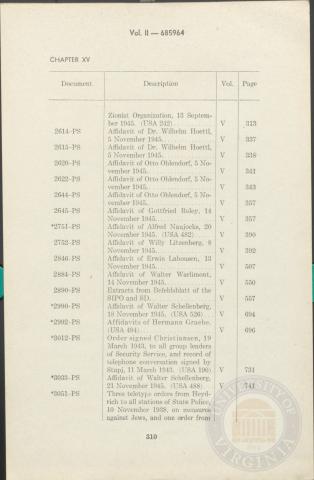 Vol. II — 685964
CHAPTER XV
Document Description Vol. Page
Zionist Organization, 13 Septem-
ber 1945. (USA 242) V 313
2614-PS Affidavit of Dr. Wilhelm Hoettl,
5 November 1945. V 337
2615-PS Affidavit of Dr. Wilhelm Hoettl,
5 November 1945. V 338
2620-PS Affidavit of Otto Ohlendorf, 5 No-
vember 1945. V 341
2622-PS Affidavit of Otto Ohlendorf, 5 No-
vember 1945. V 343
2644-PS Affidavit of Otto Ohlendorf, 5 No-
vember 1945. V 357
2645-PS Affidavit of Gottfried Boley, 14
November 1945. V 357
*2751-PS Affidavit of Alfred Naujocks, 20
November 1945. (USA 482) V 390
2752-PS Affidavit of Willy Litzenberg, 8
November 1945. V 392
2846-PS Affidavit of Erwin Lahousen, 13
November 1945. V 507
2884-PS Affidavit of Walter Warlimont,
14 November 1945. V 550
2890-PS Extracts from Befehlsblatt of the
SIPO and SD. V 557
*2990-PS Affidavit of Walter Schellenberg,
18 November 1945. (USA 526) V 694
*2992-PS Affidavits of Hermann Graebe.
(USA 494) V 696
*3012-PS Order signed Christiansen, 19
March 1943, to all group leaders
of Security Service, and record of
telephone conversation signed by
Stapj, 11 March 1943. (USA 190) V 731
*3033-PS Affidavit of Walter Schellenberg,
21 November 1945. (USA 488) V 741
*3051-PS Three teletype orders from Heyd-
rich to all stations of State Police,
10 November 1938, on measures
against Jews, and one order from
310
VIRGINIA